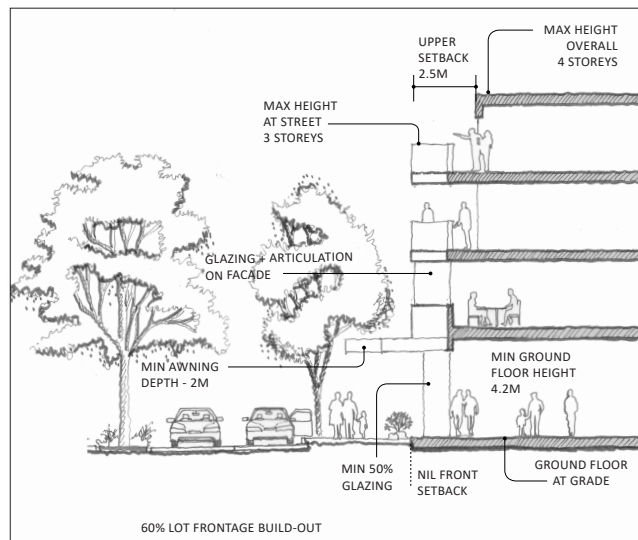 UPPER
SETBACK
2.5M
MAX HEIGHT
OVERALL
4 STOREYS
MAX HEIGHT
AT STREET
3 STOREYS
GLAZING + ARTICULATION
ON FACADE
MIN AWNING
DEPTH - 2M
MIN GROUND
FLOOR HEIGHT
4.2M
MIN 50%
GLAZING
NIL FRONT
SETBACK
GROUND FLOOR
AT GRADE
60% LOT FRONTAGE BUILD-OUT